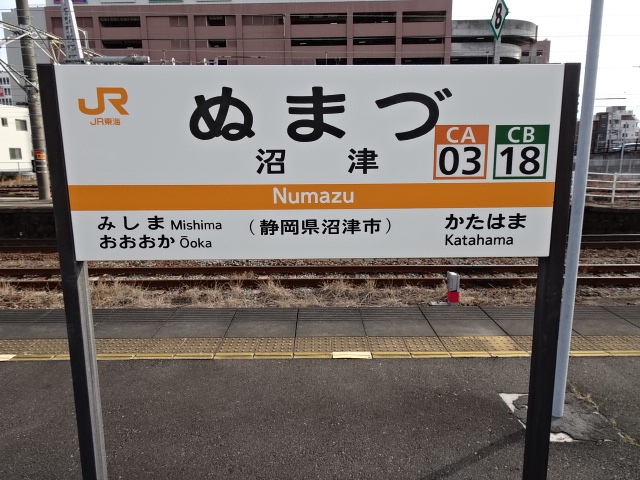 8
JR
JR東海
ぬまづ
沼津
CA
03
CB
18
Numazu
みしま Mishima
おおおか Ōoka
(静岡県沼津市)
かたはま
Katahama